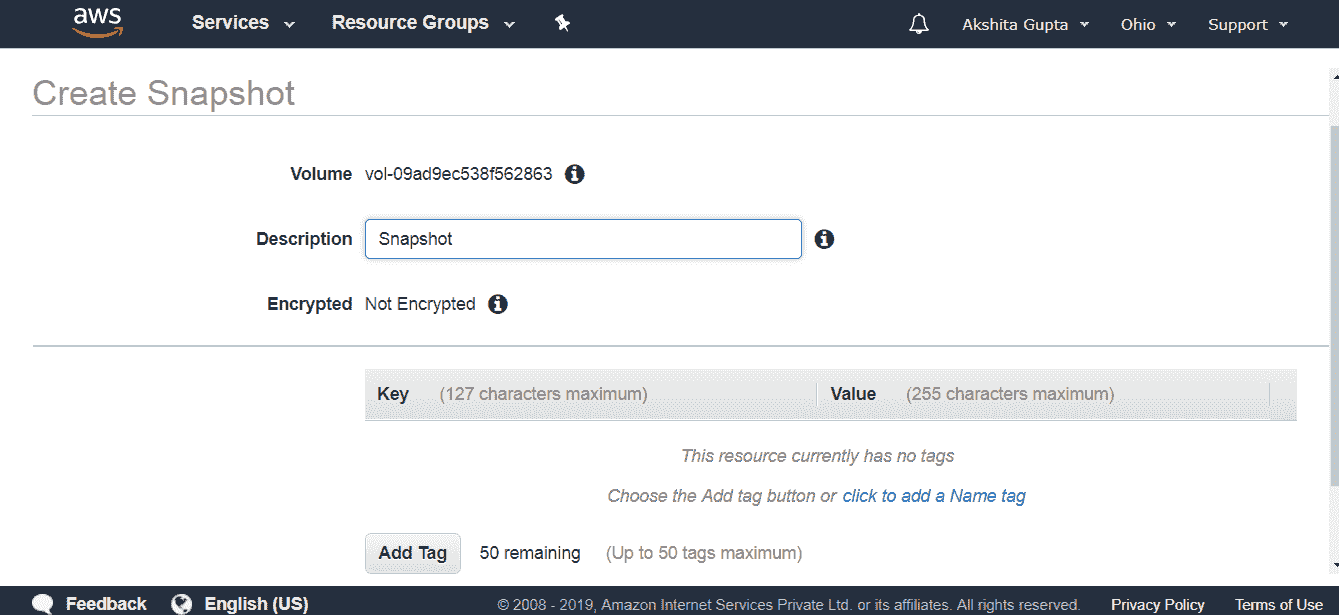 aws Services Resource Groups Akshita Gupta Ohio Support
Create Snapshot
Volume vol-09ad9ec538f562863
Description Snapshot
Encrypted Not Encrypted
Key (127 characters maximum) Value (255 characters maximum)
This resource currently has no tags
Choose the Add tag button or click to add a Name tag
Add Tag 50 remaining (Up to 50 tags maximum)
Feedback English (US) © 2008 - 2019, Amazon Internet Services Private Ltd. or its affiliates. All rights reserved. Privacy Policy Terms of Use